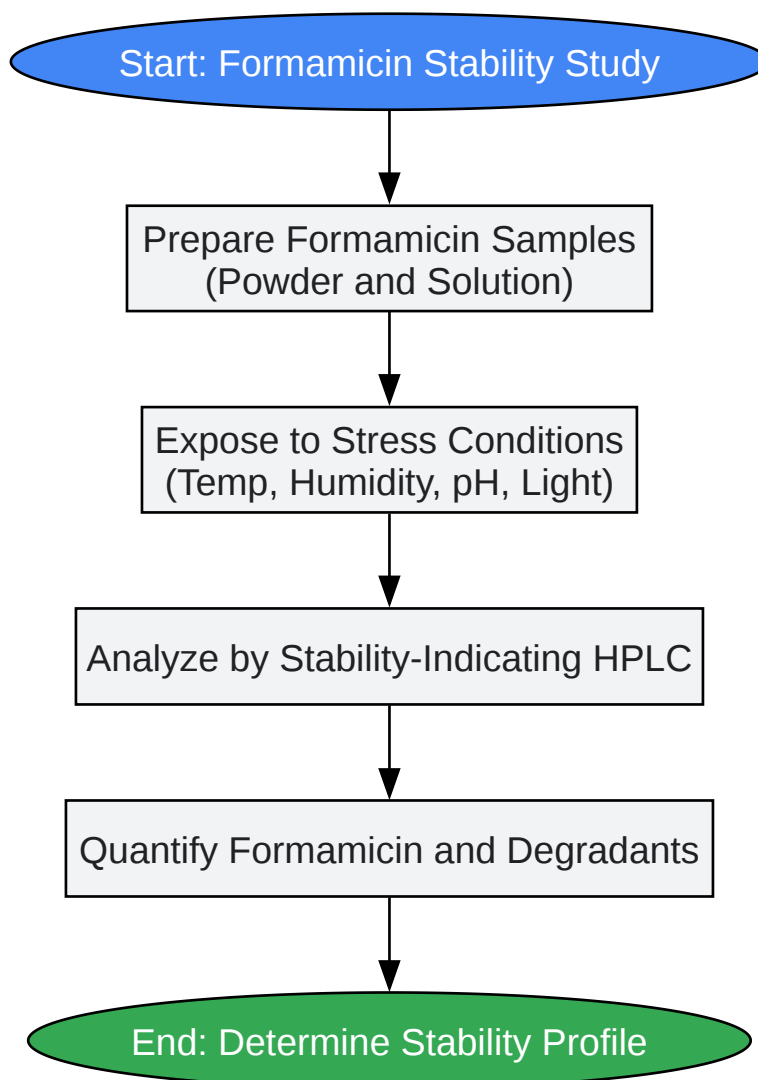 Start: Formamicin Stability Study
Prepare Formamicin Samples
(Powder and Solution)
Expose to Stress Conditions
(Temp, Humidity, pH, Light)
Analyze by Stability-Indicating HPLC
Quantify Formamicin and Degradants
End: Determine Stability Profile